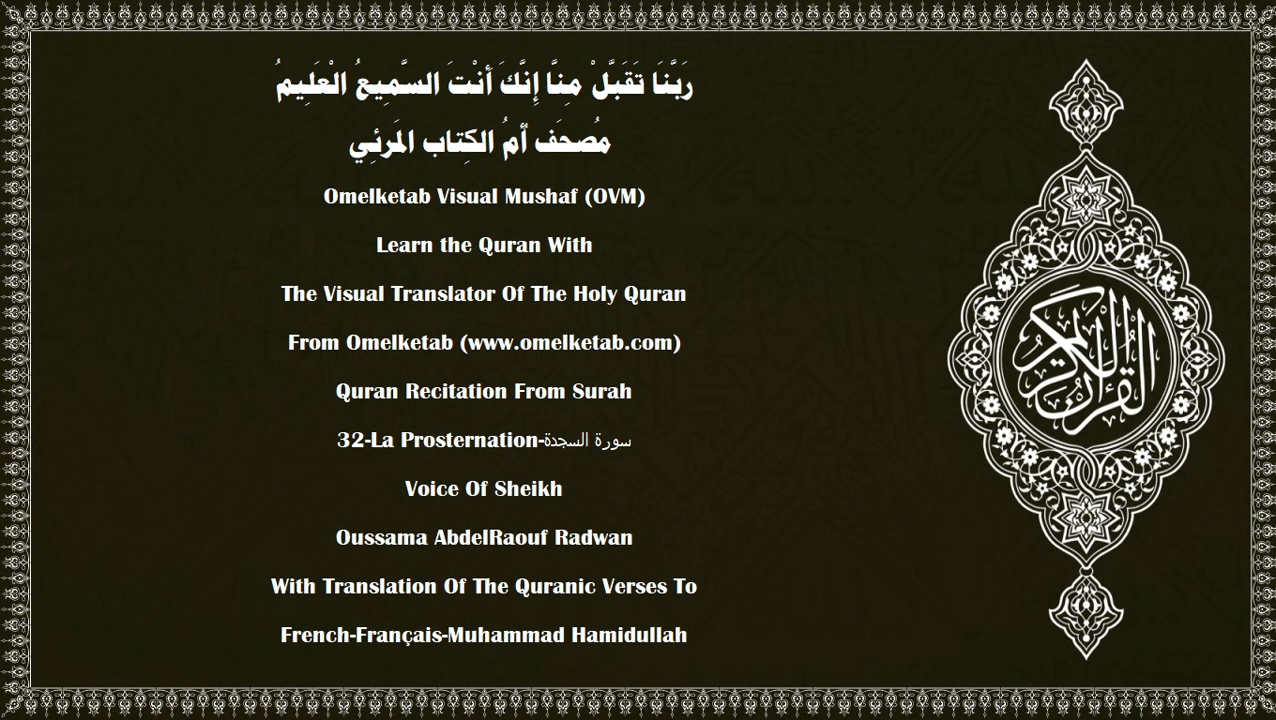 رَبَّنَا تَقَبَّلْ مِنَّا إِنَّكَ أَنْتَ السَّمِيعُ الْعَلِيمُ
مُصحَف أمُ الكِتاب المَرئِي
Omelketab Visual Mushaf (OVM)
Learn the Quran With
The Visual Translator Of The Holy Quran
From Omelketab (www.omelketab.com)
Quran Recitation From Surah
32-La Prosternation-سورة السجدة
Voice Of Sheikh
Oussama AbdelRaouf Radwan
With Translation Of The Quranic Verses To
French-Français-Muhammad Hamidullah
القرآن الكريم